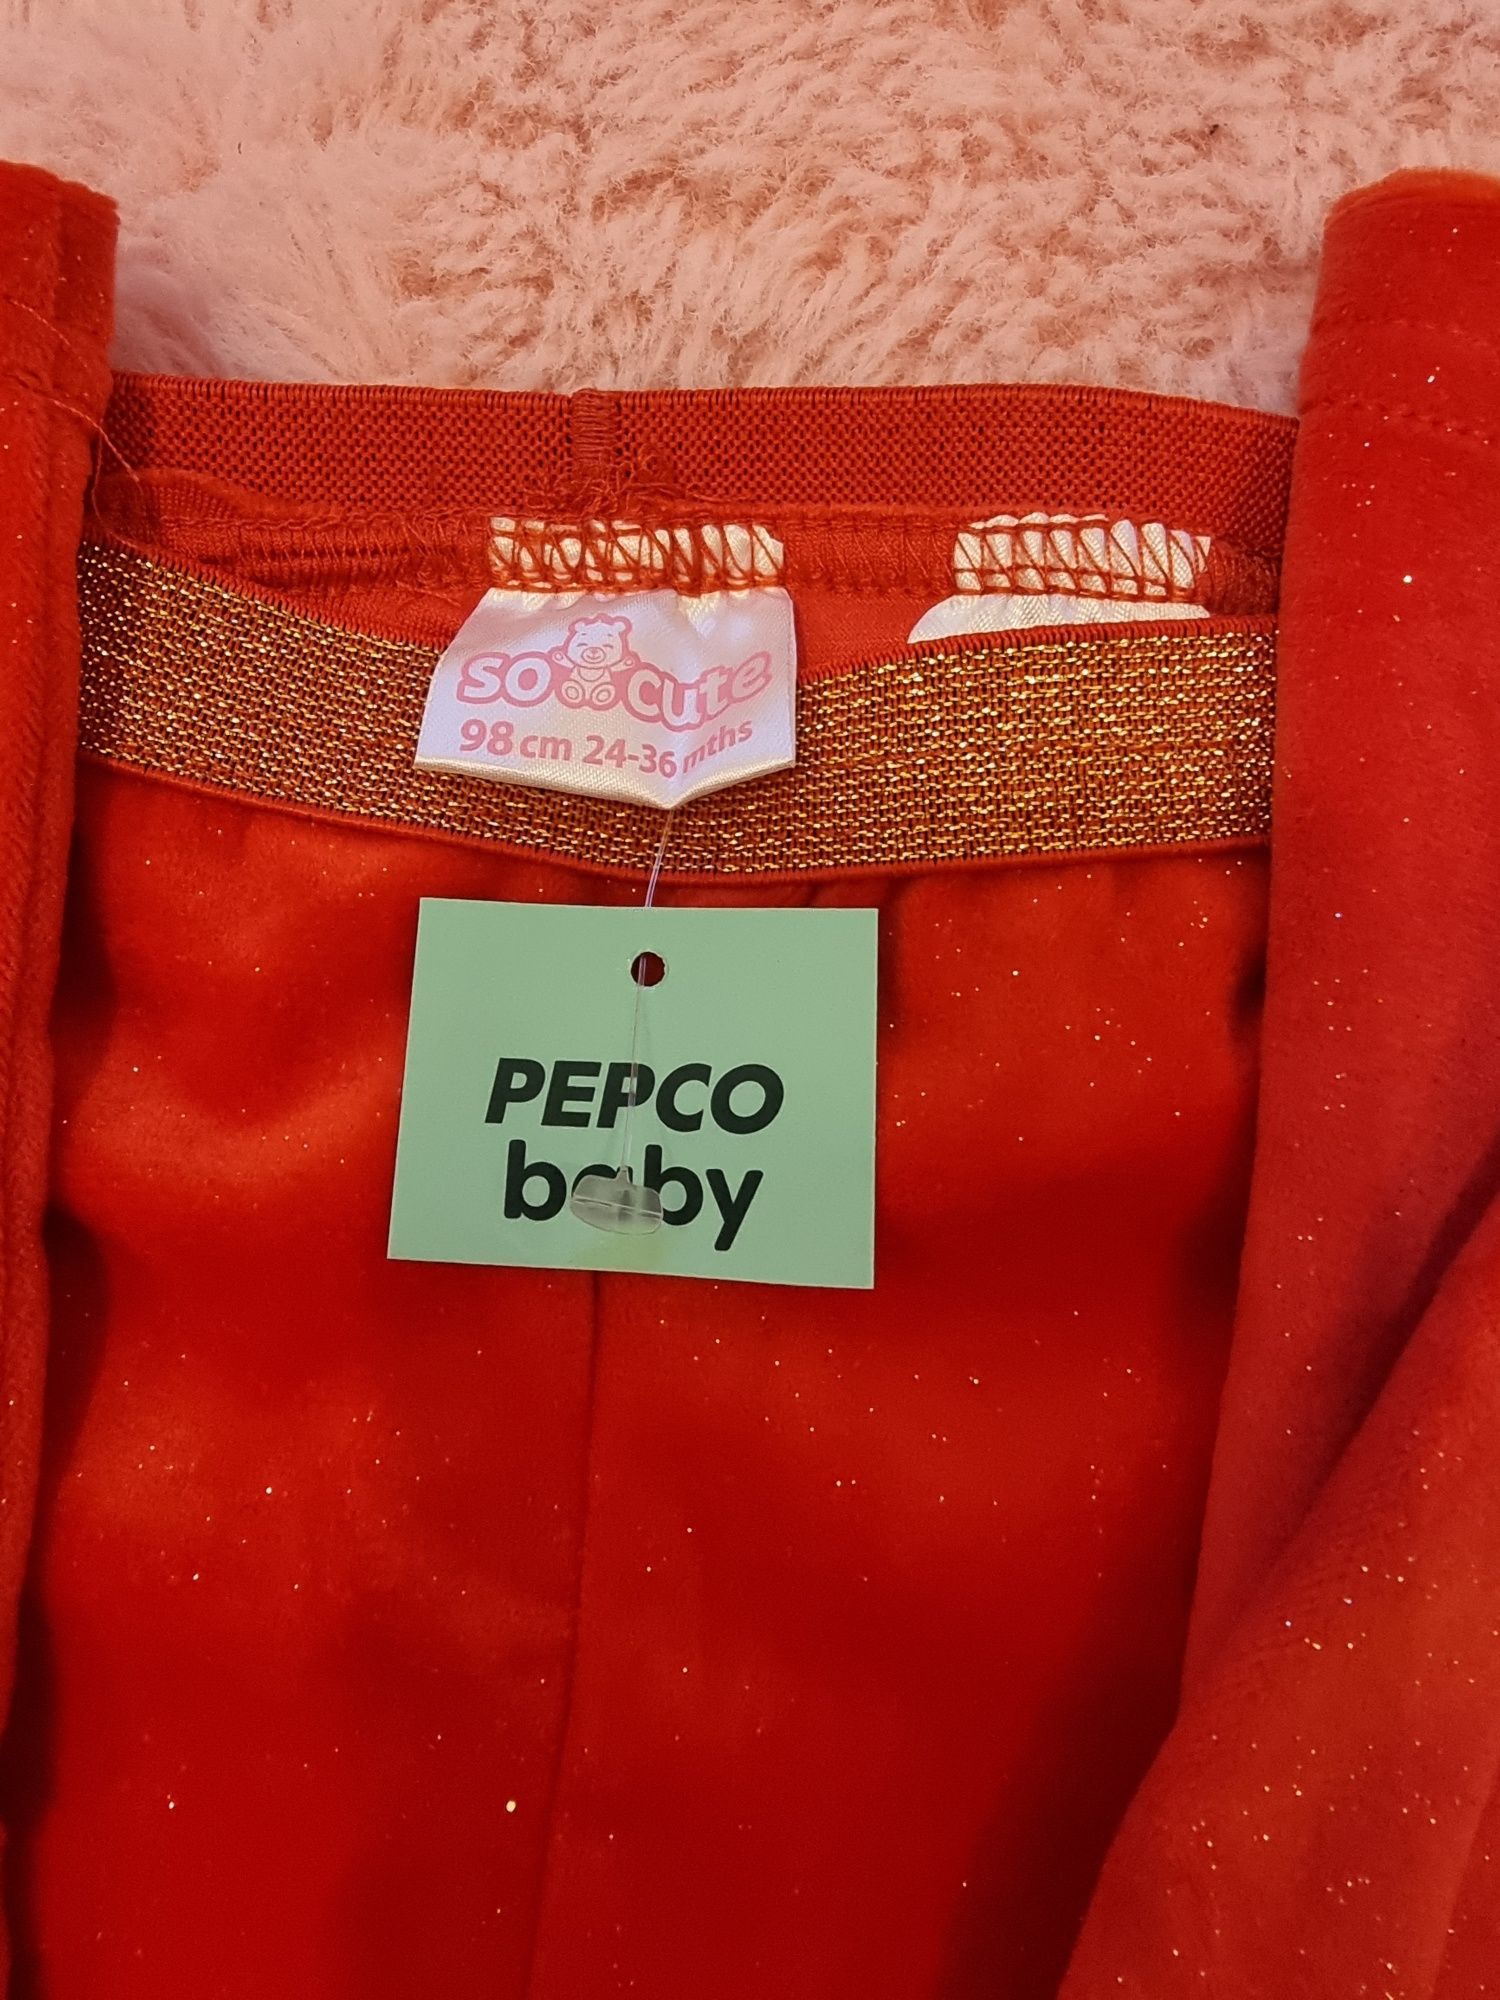 SO CUTE
98 cm 24-36 mths
PEPCO
baby